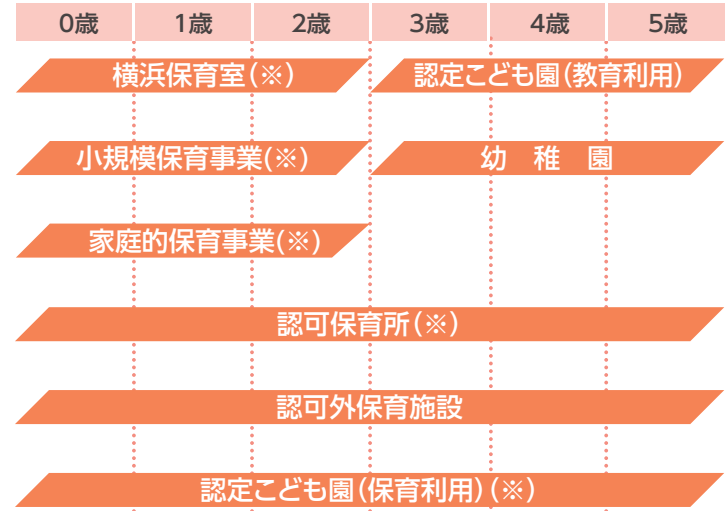 0歳 1歳 2歳 3歳 4歳 5歳
横浜保育室(※) 認定こども園(教育利用)
小規模保育事業(※) 幼稚園
家庭的保育事業(※)
認可保育所(※)
認可外保育施設
認定こども園(保育利用)(※)